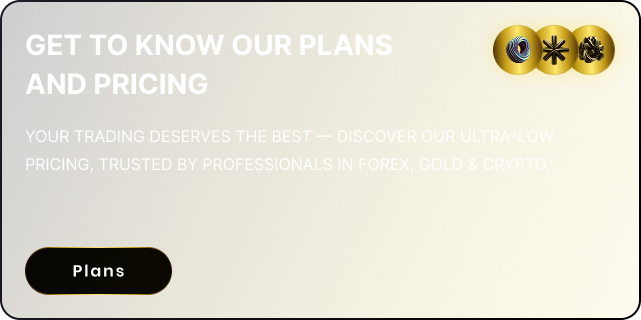 GET TO KNOW OUR PLANS
AND PRICING
YOUR TRADING DESERVES THE BEST — DISCOVER OUR ULTRA-LOW
PRICING, TRUSTED BY PROFESSIONALS IN FOREX, GOLD & CRYPTO."
Plans